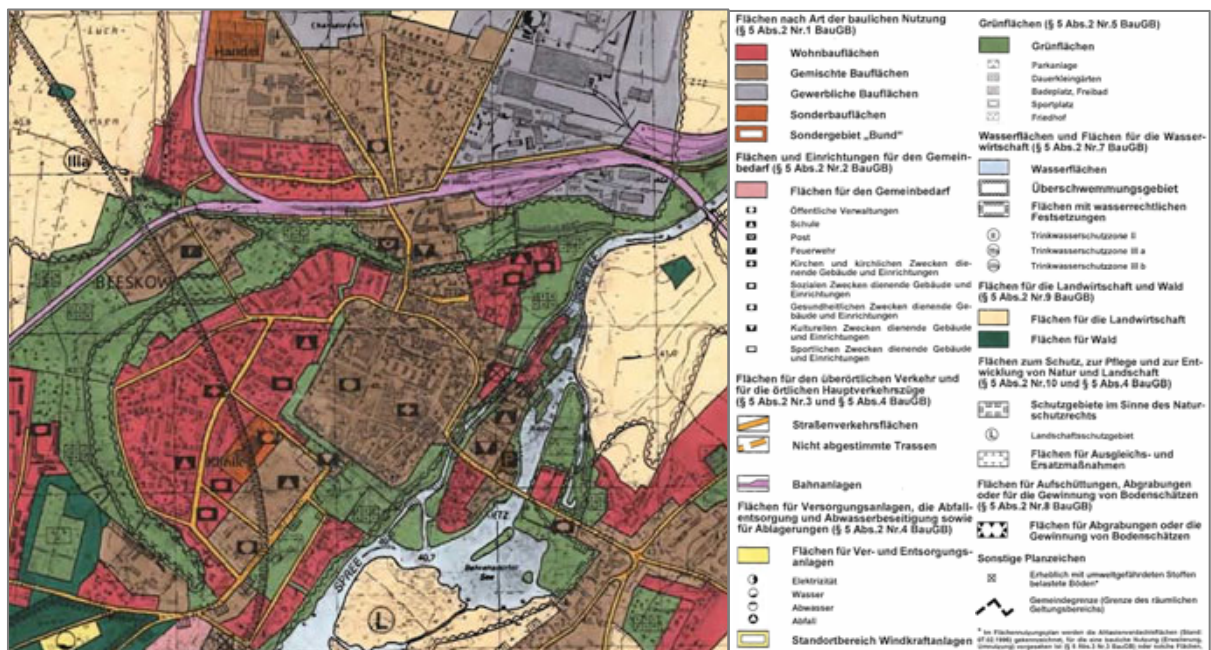 Luch
Handel
IIIa
BEESKOW
SPREE
Klinik
SPREE
See
L
Flächen nach Art der baulichen Nutzung
(§ 5 Abs.2 Nr.1 BauGB)
Wohnbauflächen
Gemischte Bauflächen
Gewerbliche Bauflächen
Sonderbauflächen
Sondergebiet „Bund“
Flächen und Einrichtungen für den Gemein-
bedarf (§ 5 Abs.2 Nr.2 BauGB)
Flächen für den Gemeinbedarf
Öffentliche Verwaltungen
Schule
Post
Feuerwehr
Kirchen und kirchlichen Zwecken die-
nende Gebäude und Einrichtungen
Sozialen Zwecken dienende Gebäude und
Einrichtungen
Gesundheitlichen Zwecken dienende Ge-
bäude und Einrichtungen
Kulturellen Zwecken dienende Gebäude
und Einrichtungen
Sportlichen Zwecken dienende Gebäude
und Einrichtungen
Flächen für den überörtlichen Verkehr und
für die örtlichen Hauptverkehrszüge
(§ 5 Abs.2 Nr.3 und § 5 Abs.4 BauGB)
Straßenverkehrsflächen
Nicht abgestimmte Trassen
Bahnanlagen
Flächen für Versorgungsanlagen, die Abfall-
entsorgung und Abwasserbeseitigung sowie
für Ablagerungen (§ 5 Abs.2 Nr.4 BauGB)
Flächen für Ver- und Entsorgungs-
anlagen
Elektrizität
Wasser
Abwasser
Abfall
Standortbereich Windkraftanlagen
Grünflächen (§ 5 Abs.2 Nr.5 BauGB)
Grünflächen
Parkanlage
Dauerkleingärten
Badeplatz, Freibad
Sportplatz
Friedhof
Wasserflächen und Flächen für die Wasser-
wirtschaft (§ 5 Abs.2 Nr.7 BauGB)
Wasserflächen
Überschwemmungsgebiet
Flächen mit wasserrechtlichen
Festsetzungen
Trinkwasserschutzzone II
Trinkwasserschutzzone III a
Trinkwasserschutzzone III b
Flächen für die Landwirtschaft und Wald
(§ 5 Abs.2 Nr.9 BauGB)
Flächen für die Landwirtschaft
Flächen für Wald
Flächen zum Schutz, zur Pflege und zur Ent-
wicklung von Natur und Landschaft
(§ 5 Abs.2 Nr.10 und § 5 Abs.4 BauGB)
Schutzgebiete im Sinne des Natur-
schutzrechts
L Landschaftsschutzgebiet
Flächen für Ausgleichs- und
Ersatzmaßnahmen
Flächen für Aufschüttungen, Abgrabungen
oder für die Gewinnung von Bodenschätzen
(§ 5 Abs.2 Nr.8 BauGB)
Flächen für Abgrabungen oder die
Gewinnung von Bodenschätzen
Sonstige Planzeichen
Erheblich mit umweltgefährdeten Stoffen
belastete Böden*
Gemeindegrenze (Grenze des räumlichen
Geltungsbereichs)